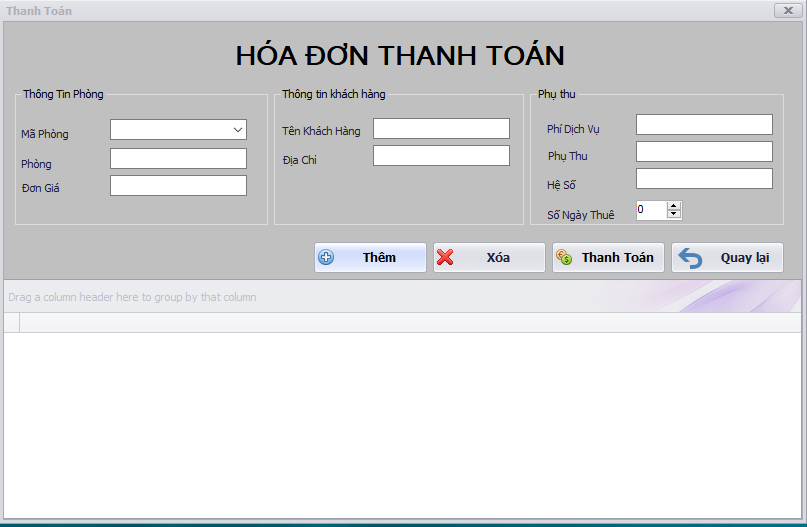 Thanh Toán
HÓA ĐƠN THANH TOÁN
Thông Tin Phòng
Mã Phòng
Phòng
Đơn Giá
Thông tin khách hàng
Tên Khách Hàng
Địa Chỉ
Phụ thu
Phí Dịch Vụ
Phụ Thu
Hệ Số
Số Ngày Thuê
0
Thêm
Xóa
Thanh Toán
Quay lại
Drag a column header here to group by that column